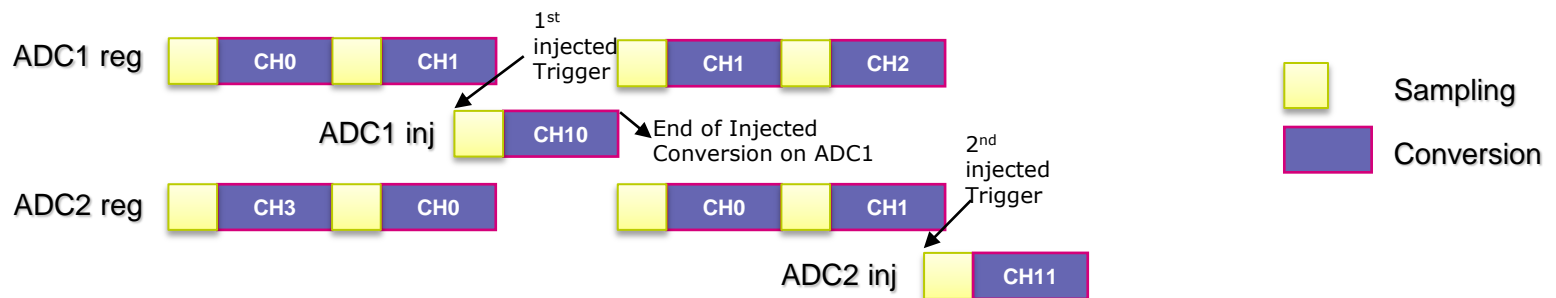 ADC1 reg
CH0
CH1
1st
injected
Trigger
CH1
CH2
Sampling
ADC1 inj
CH10
End of Injected
Conversion on ADC1
2nd
injected
Trigger
Conversion
ADC2 reg
CH3
CH0
CH0
CH1
ADC2 inj
CH11